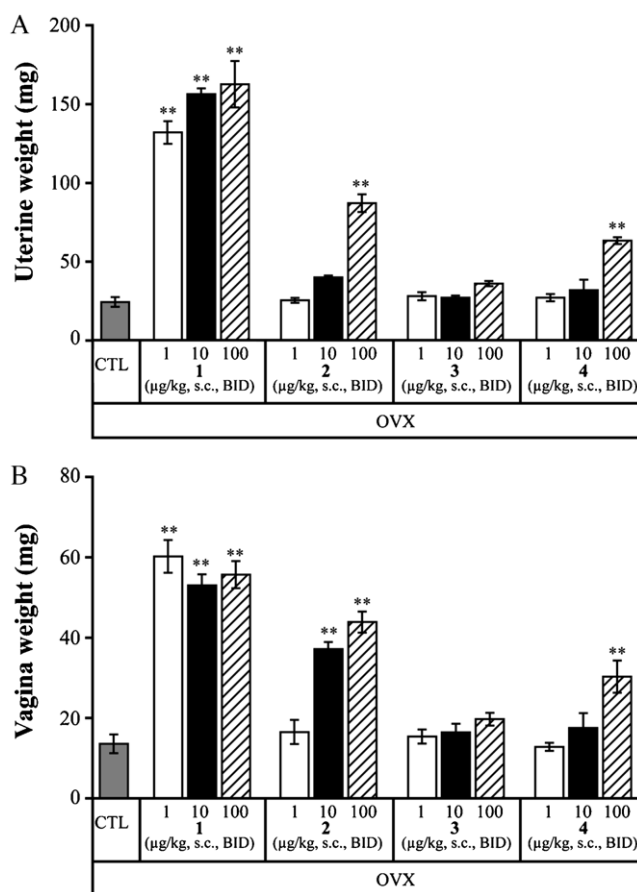 A
Uterine weight (mg)
200
150
100
50
0
** ** ** ** **
CTL
1 10 100 1 10 100 1 10 100 1 10 100
1 2 3 4
(µg/kg, s.c., BID) (µg/kg, s.c., BID) (µg/kg, s.c., BID) (µg/kg, s.c., BID)
OVX
B
Vagina weight (mg)
80
60
40
20
0
** ** ** ** ** **
CTL
1 10 100 1 10 100 1 10 100 1 10 100
1 2 3 4
(µg/kg, s.c., BID) (µg/kg, s.c., BID) (µg/kg, s.c., BID) (µg/kg, s.c., BID)
OVX